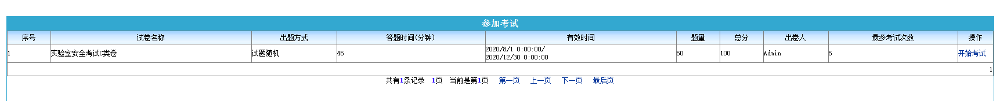 参加考试
序号 试卷名称 出题方式 答题时间(分钟) 有效时间 题量 总分 出卷人 最多考试次数 操作
1 实验室安全考试C类卷 试题随机 45 2020/8/1 0:00:00/ 50 100 Admin 5 开始考试
2020/12/30 0:00:00
1
共有1条记录 1页 当前是第1页 第一页 上一页 下一页 最后页